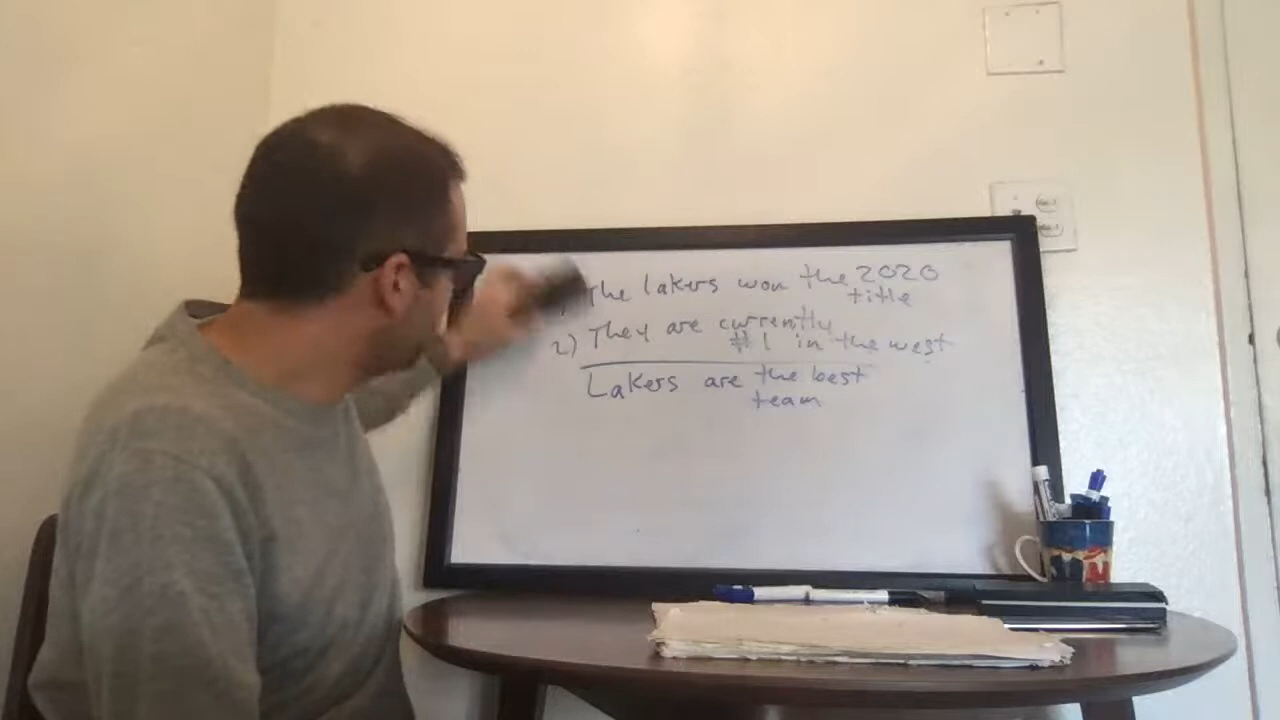 The Lakers won the 2020
title
2) They are currently
#1 in the west
Lakers are the best
team